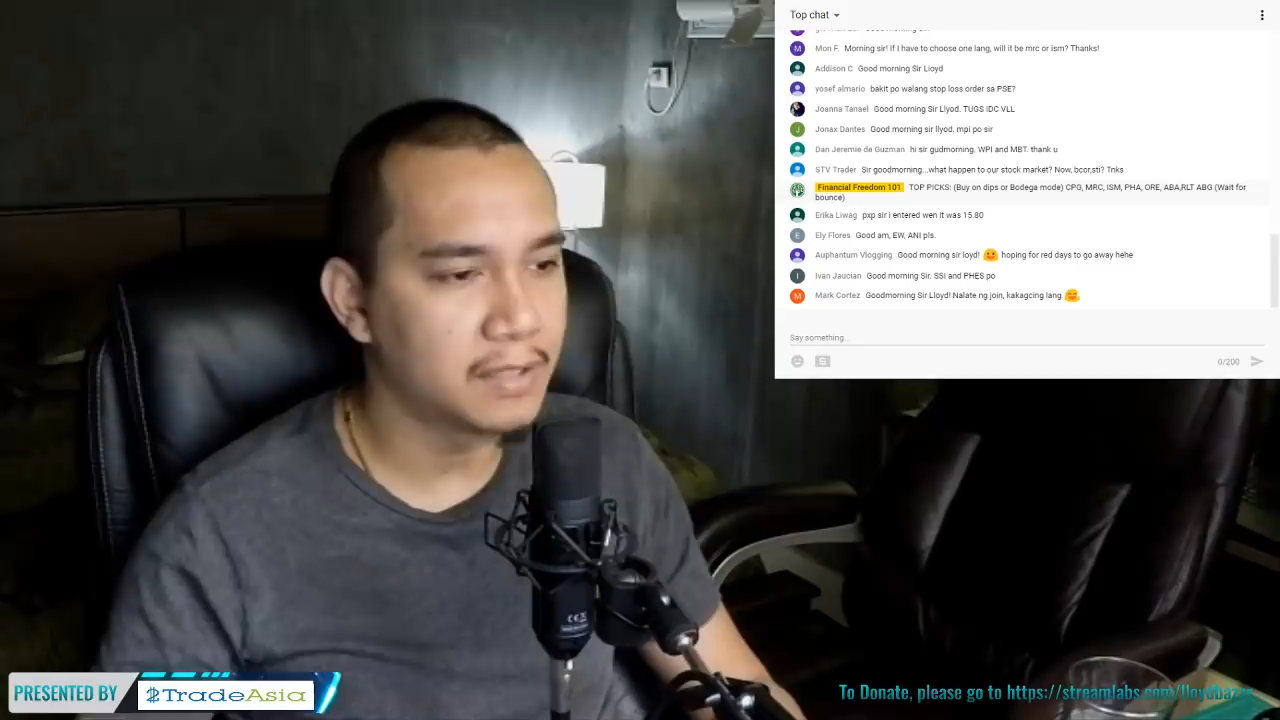 Top chat
Mon F. Morning sir! If I have to choose one lang, will it be mrc or ism? Thanks!
Addison C Good morning Sir Lloyd
yosef almario bakit po walang stop loss order sa PSE?
Joanna Tanael Good morning Sir Llyod. TUGS IDC VLL
Jonax Dantes Good morning sir llyod. mpi po sir
Dan Jeremie de Guzman hi sir gudmorning. WPI and MBT. thank u
STV Trader Sir goodmorning...what happen to our stock market? Now, bcor,sti? Tnks
Financial Freedom 101 TOP PICKS: (Buy on dips or Bodega mode) CPG, MRC, ISM, PHA, ORE, ABA,RLT ABG (Wait for
bounce)
Erika Liwag pxp sir i entered wen it was 15.80
Ely Flores Good am, EW, ANI pls.
Auphantum Vlogging Good morning sir loyd! hoping for red days to go away hehe
Ivan Jaucian Good morning Sir. SSI and PHES po
Mark Cortez Goodmorning Sir Lloyd! Nalate ng join, kakagcing lang
Say something...
0/200
PRESENTED BY $TradeAsia
To Donate, please go to https://streamlabs.com/lloydbazar